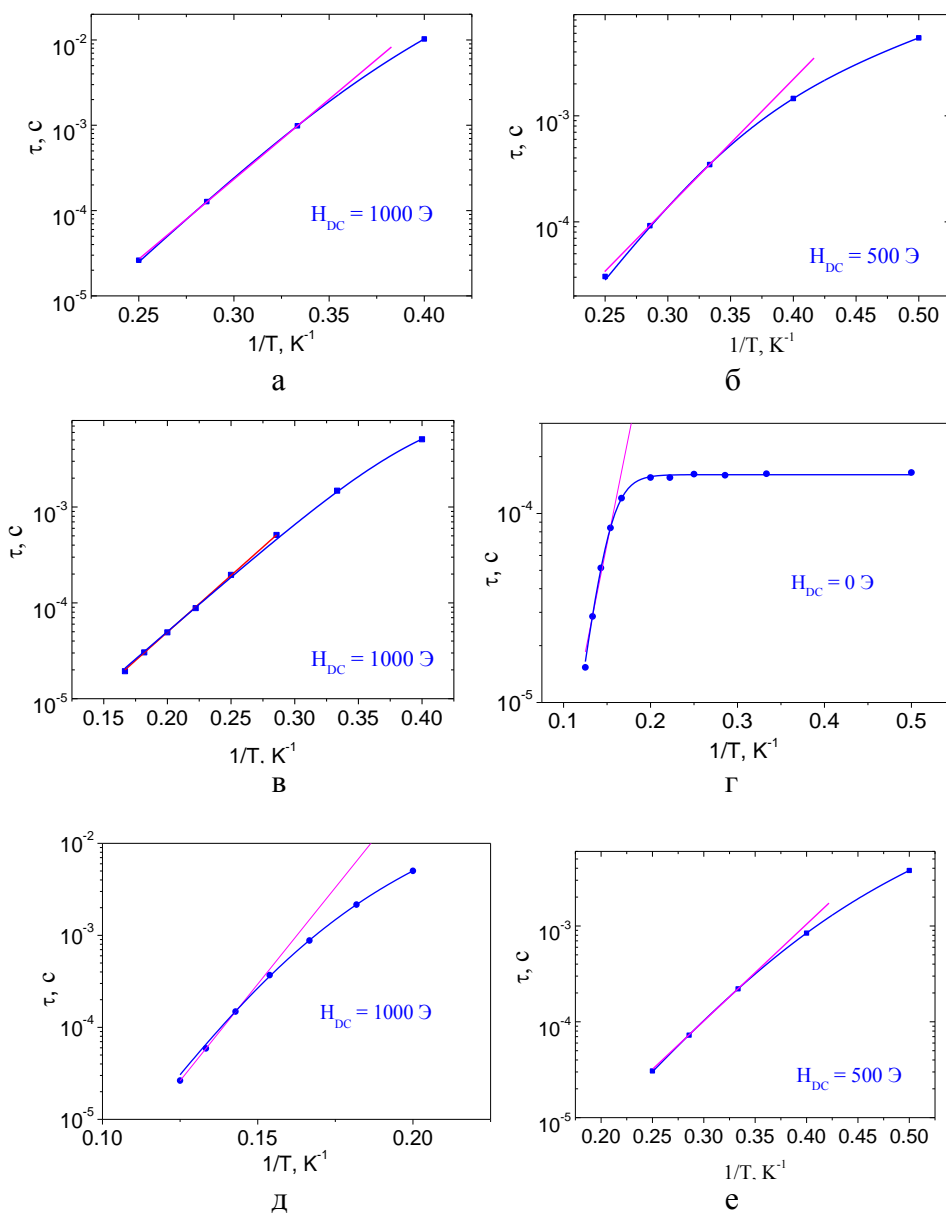 10⁻²
10⁻³
10⁻⁴
10⁻⁵
τ, с
H_DC = 1000 Э
0.25 0.30 0.35 0.40
1/T, K⁻¹
а
10⁻³
10⁻⁴
τ, с
H_DC = 500 Э
0.25 0.30 0.35 0.40 0.45 0.50
1/T, K⁻¹
б
10⁻³
10⁻⁴
10⁻⁵
τ, с
H_DC = 1000 Э
0.15 0.20 0.25 0.30 0.35 0.40
1/T, K⁻¹
в
10⁻⁴
10⁻⁵
τ, с
H_DC = 0 Э
0.1 0.2 0.3 0.4 0.5
1/T, K⁻¹
г
10⁻²
10⁻³
10⁻⁴
10⁻⁵
τ, с
H_DC = 1000 Э
0.10 0.15 0.20
1/T, K⁻¹
д
10⁻³
10⁻⁴
10⁻⁵
τ, с
H_DC = 500 Э
0.20 0.25 0.30 0.35 0.40 0.45 0.50
1/T, K⁻¹
е